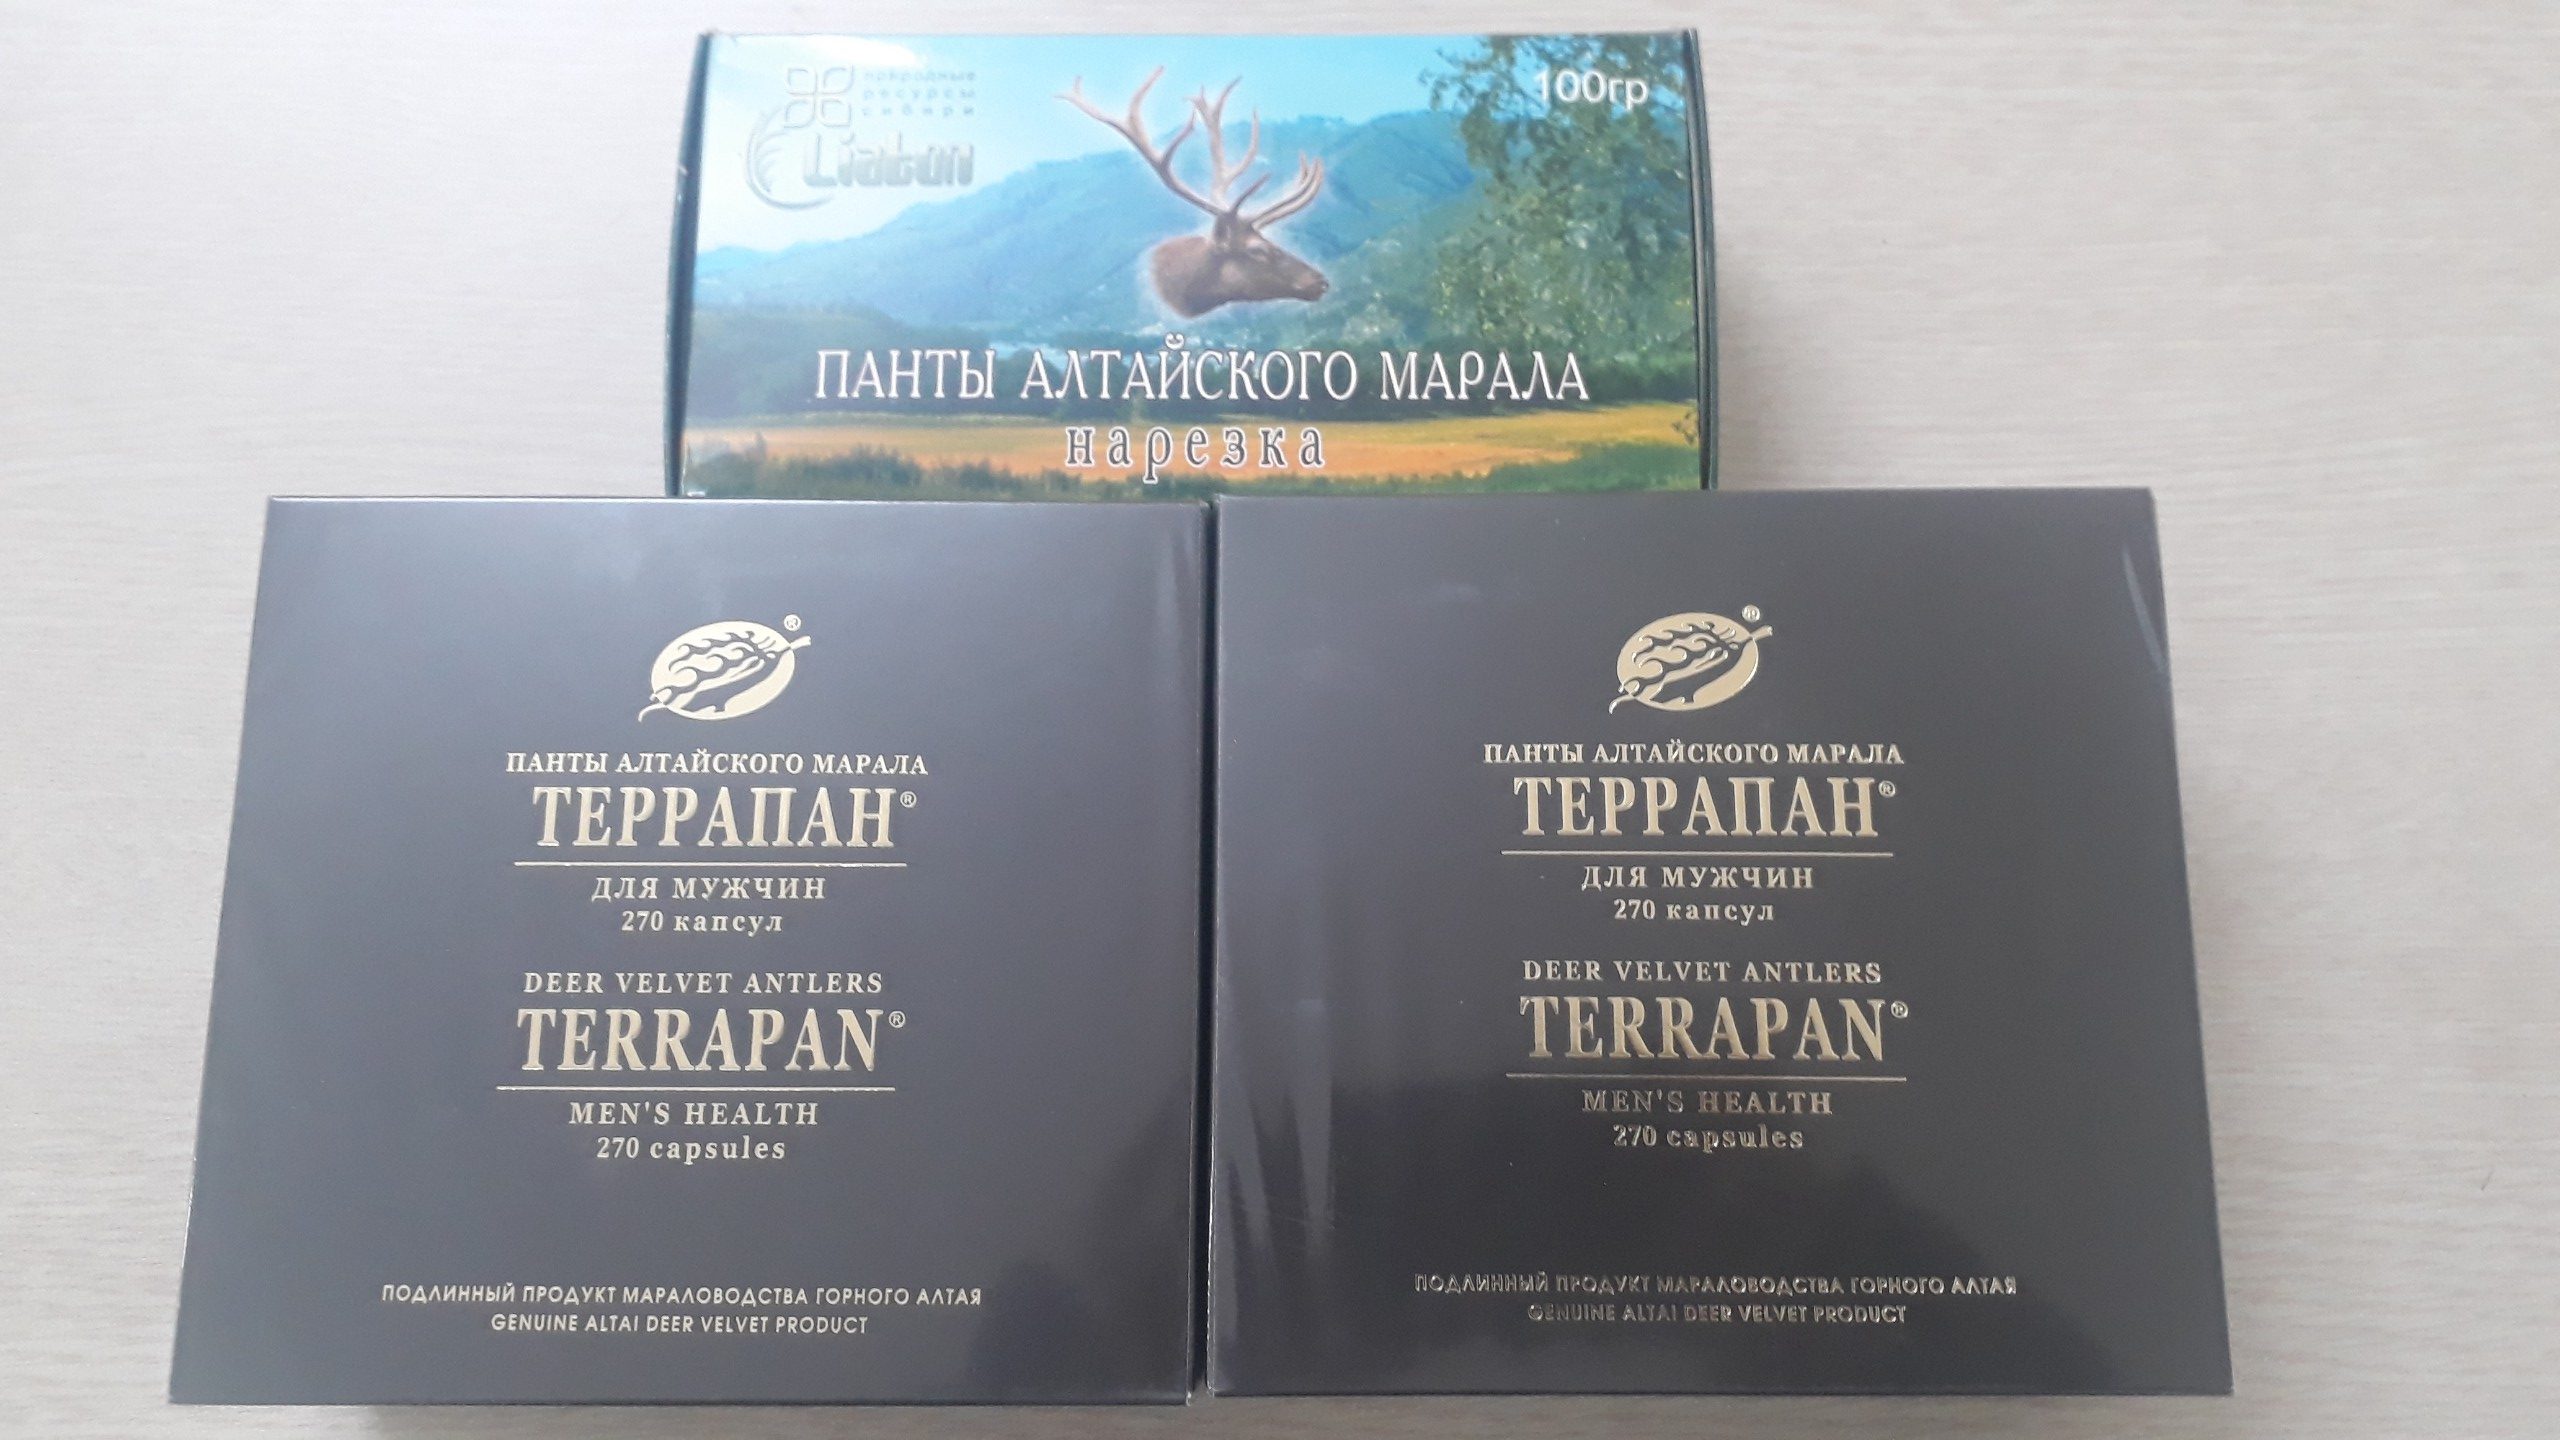 природные
ресурсы
сибири
Liaton
100гр
ПАНТЫ АЛТАЙСКОГО МАРАЛА
нарезка
®
ПАНТЫ АЛТАЙСКОГО МАРАЛА
ТЕРРАПАН®
ДЛЯ МУЖЧИН
270 капсул
DEER VELVET ANTLERS
TERRAPAN®
MEN'S HEALTH
270 capsules
ПОДЛИННЫЙ ПРОДУКТ МАРАЛОВОДСТВА ГОРНОГО АЛТАЯ
GENUINE ALTAI DEER VELVET PRODUCT
®
ПАНТЫ АЛТАЙСКОГО МАРАЛА
ТЕРРАПАН®
ДЛЯ МУЖЧИН
270 капсул
DEER VELVET ANTLERS
TERRAPAN®
MEN'S HEALTH
270 capsules
ПОДЛИННЫЙ ПРОДУКТ МАРАЛОВОДСТВА ГОРНОГО АЛТАЯ
GENUINE ALTAI DEER VELVET PRODUCT